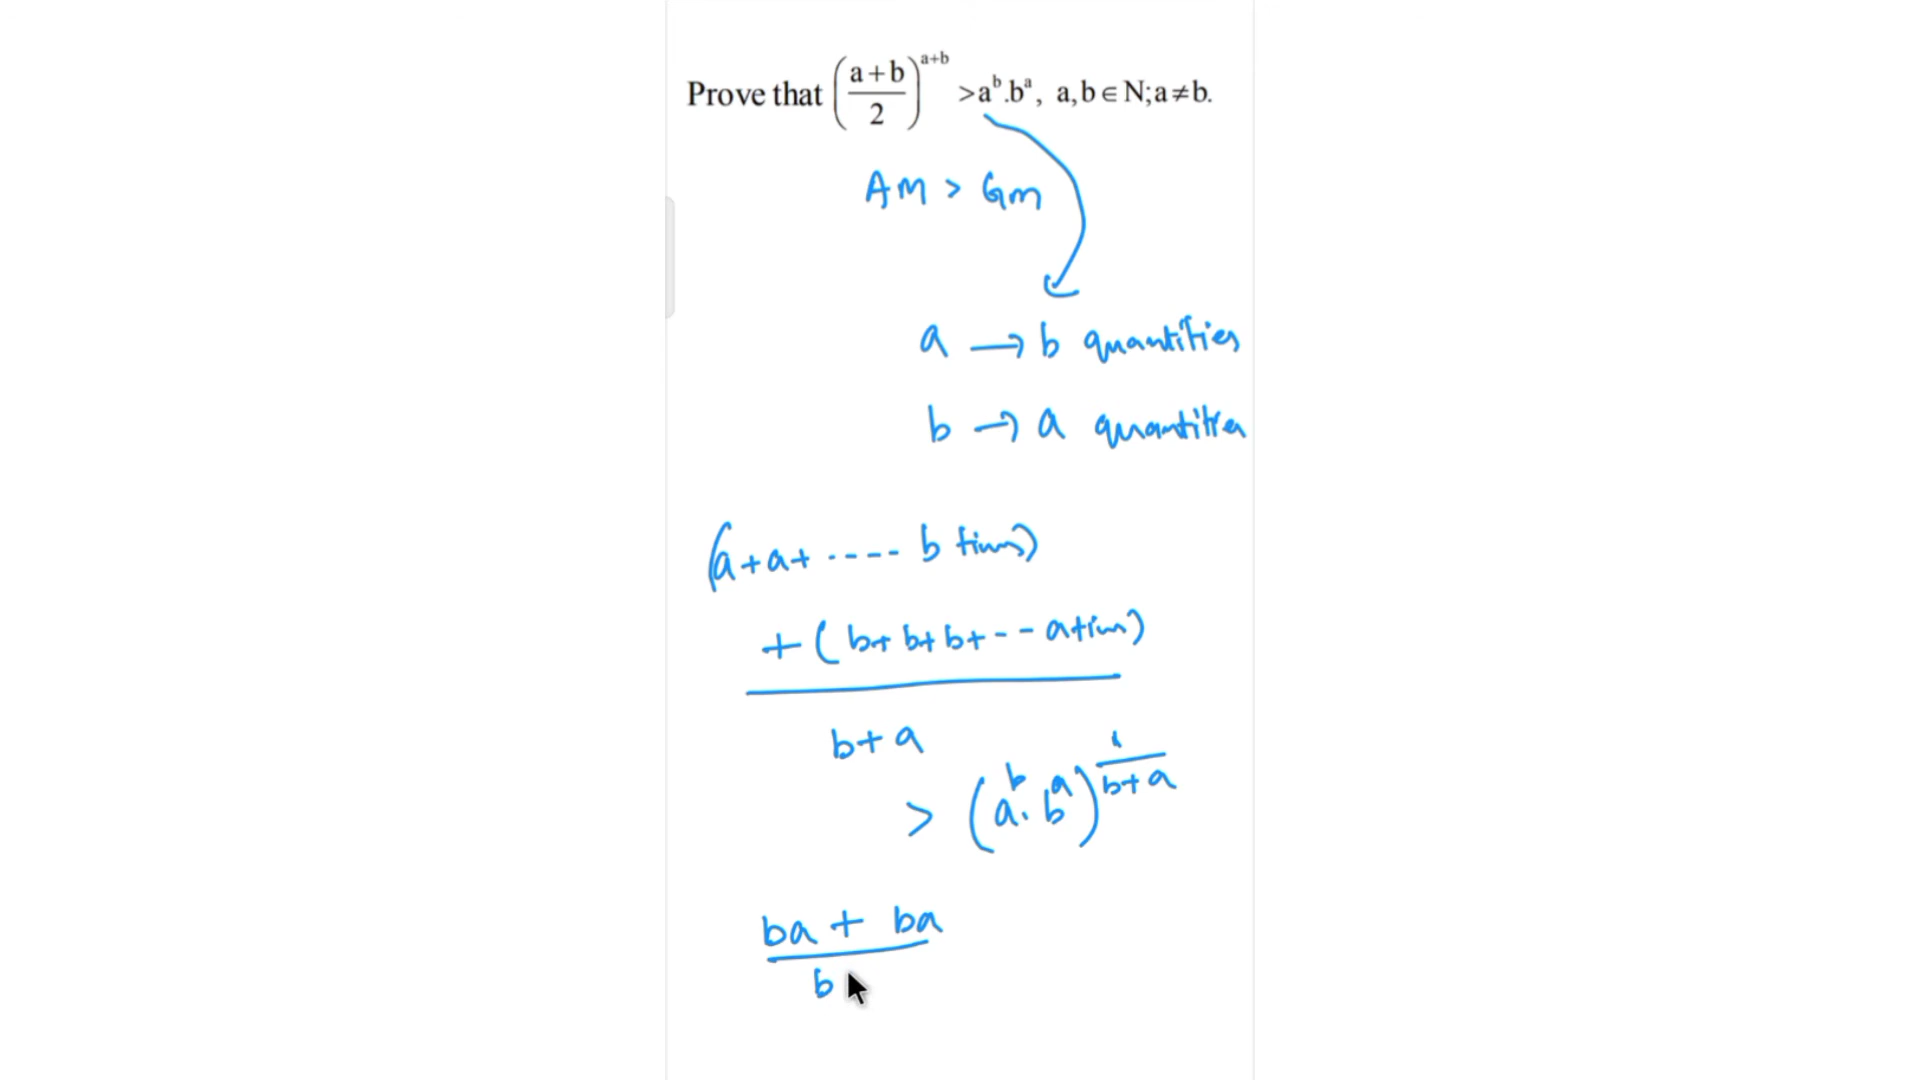 Prove that (a+b/2)^(a+b) > a^b.b^a, a,b∈N; a≠b.
AM > GM
a → b quantities
b → a quantities
(a+a+ ---- b times)
+ (b+b+b+-- a times)
b+a
> (a^b . b^a)^(1/(b+a))
ba + ba
b